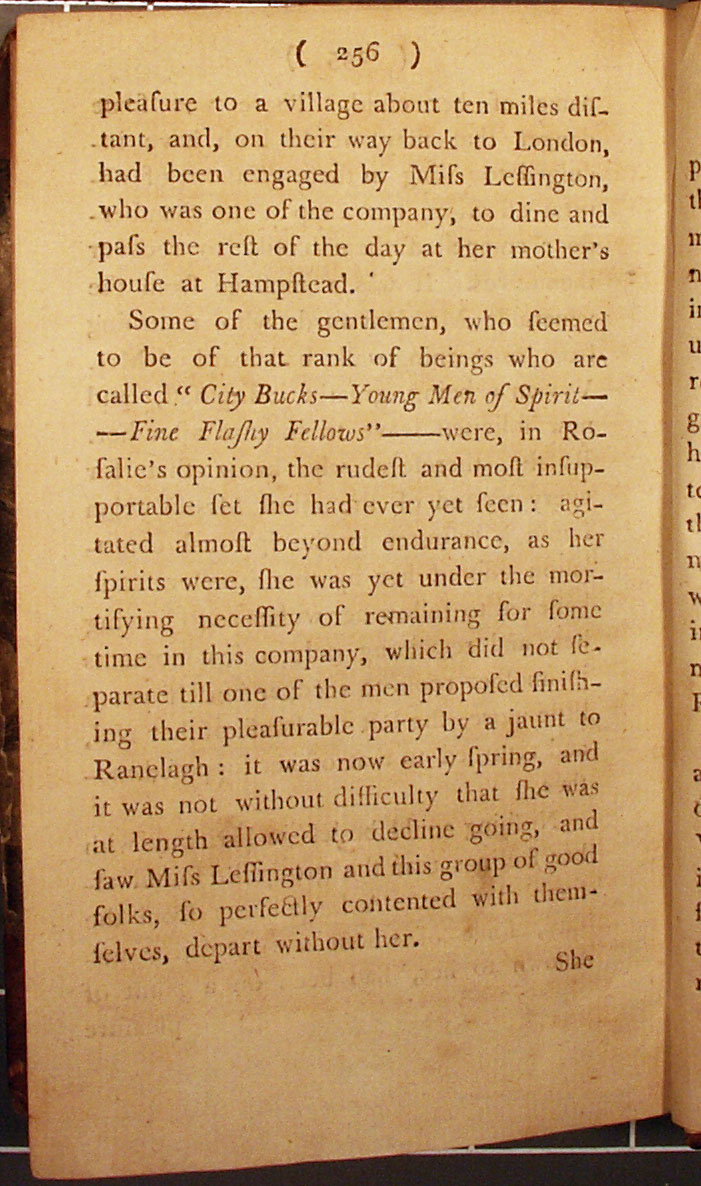 ( 256 )
pleaſure to a village about ten miles diſ-
tant, and, on their way back to London,
had been engaged by Miſs Leſſington,
who was one of the company, to dine and
paſs the reſt of the day at her mother's
houſe at Hampſtead.
Some of the gentlemen, who ſeemed
to be of that rank of beings who are
called “ City Bucks—Young Men of Spirit—
—Fine Flaſhy Fellows”——were, in Ro-
ſalie's opinion, the rudeſt and moſt inſup-
portable ſet ſhe had ever yet ſeen : agi-
tated almoſt beyond endurance, as her
ſpirits were, ſhe was yet under the mor-
tifying neceſſity of remaining for ſome
time in this company, which did not ſe-
parate till one of the men propoſed finiſh-
ing their pleaſurable party by a jaunt to
Ranelagh : it was now early ſpring, and
it was not without difficulty that ſhe was
at length allowed to decline going, and
ſaw Miſs Leſſington and this group of good
folks, ſo perfectly contented with them-
ſelves, depart without her.
She